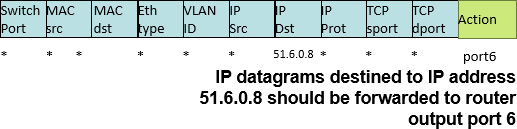 Switch Port MAC src MAC dst Eth type VLAN ID IP Src IP Dst IP Prot TCP sport TCP dport Action
* * * * * * 51.6.0.8 * * * port6
IP datagrams destined to IP address
51.6.0.8 should be forwarded to router
output port 6